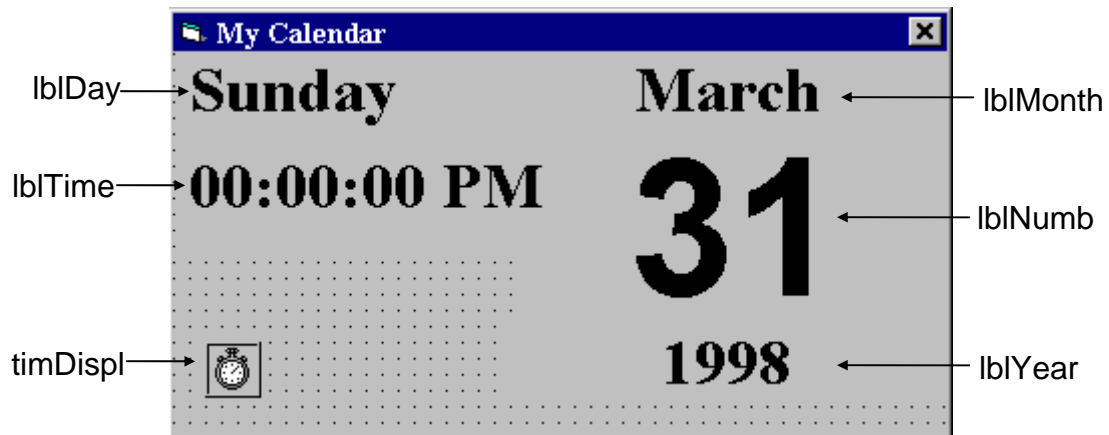 My Calendar
lblDay
Sunday
March
lblMonth
lblTime
00:00:00 PM
31
lblNumb
timDispl
1998
lblYear